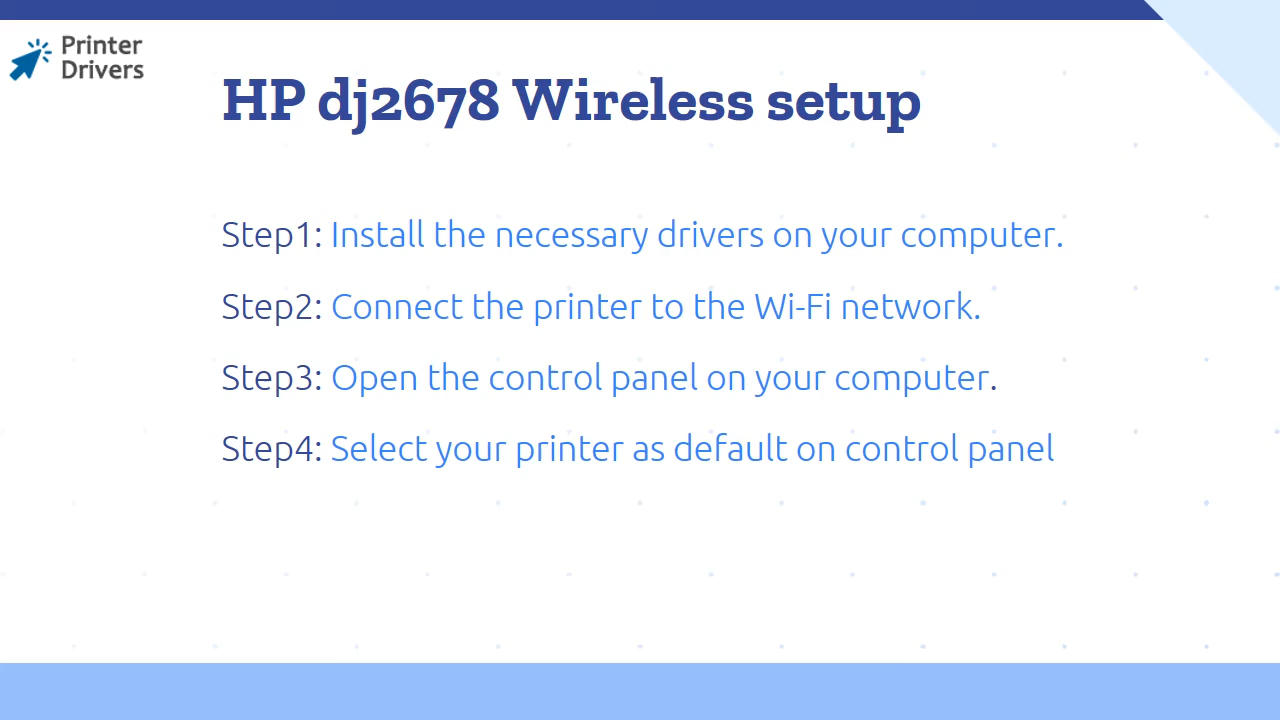 Printer
Drivers
HP dj2678 Wireless setup
Step1: Install the necessary drivers on your computer.
Step2: Connect the printer to the Wi-Fi network.
Step3: Open the control panel on your computer.
Step4: Select your printer as default on control panel